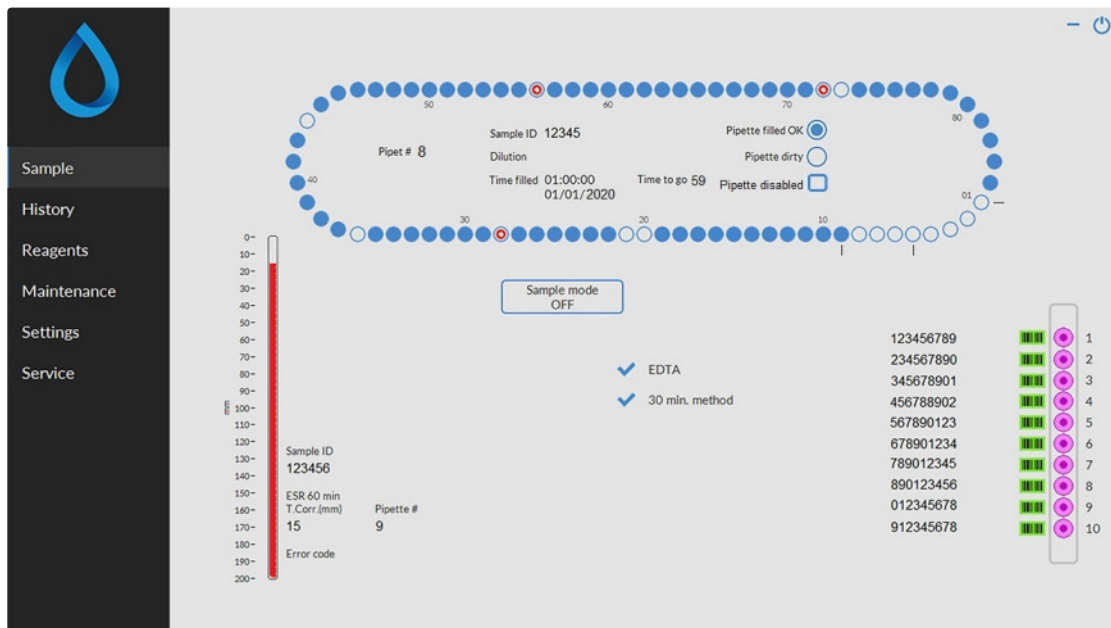 Sample
History
Reagents
Maintenance
Settings
Service
50
60
70
80
Pipet # 8
Sample ID 12345
Dilution
Time filled 01:00:00
01/01/2020
Time to go 59
Pipette filled OK
Pipette dirty
Pipette disabled
40
01
30
20
10
Sample mode
OFF
EDTA
30 min. method
mm
0-
10-
20-
30-
40-
50-
60-
70-
80-
90-
100-
110-
120-
130-
140-
150-
160-
170-
180-
190-
200-
Sample ID
123456
ESR 60 min
T.Corr.(mm)
15
Pipette #
9
Error code
123456789 1
234567890 2
345678901 3
456788902 4
567890123 5
678901234 6
789012345 7
890123456 8
012345678 9
912345678 10